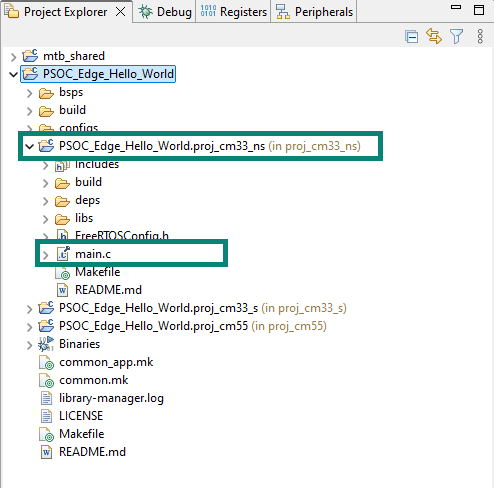 Project Explorer Debug Registers Peripherals
mtb_shared
PSOC_Edge_Hello_World
bsps
build
configs
PSOC_Edge_Hello_World.proj_cm33_ns (in proj_cm33_ns)
Includes
build
deps
libs
FreeRTOSConfig.h
main.c
Makefile
README.md
PSOC_Edge_Hello_World.proj_cm33_s (in proj_cm33_s)
PSOC_Edge_Hello_World.proj_cm55 (in proj_cm55)
Binaries
common_app.mk
common.mk
library-manager.log
LICENSE
Makefile
README.md